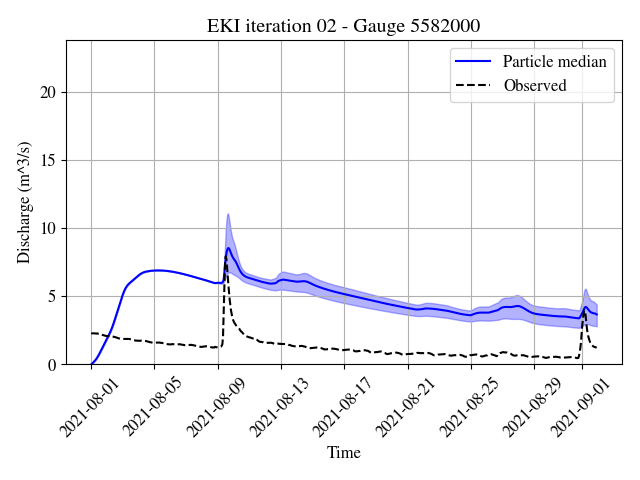 EKI iteration 02 - Gauge 5582000
Particle median
Observed
Discharge (m^3/s)
20
15
10
5
0
2021-08-01
2021-08-05
2021-08-09
2021-08-13
2021-08-17
2021-08-21
2021-08-25
2021-08-29
2021-09-01
Time